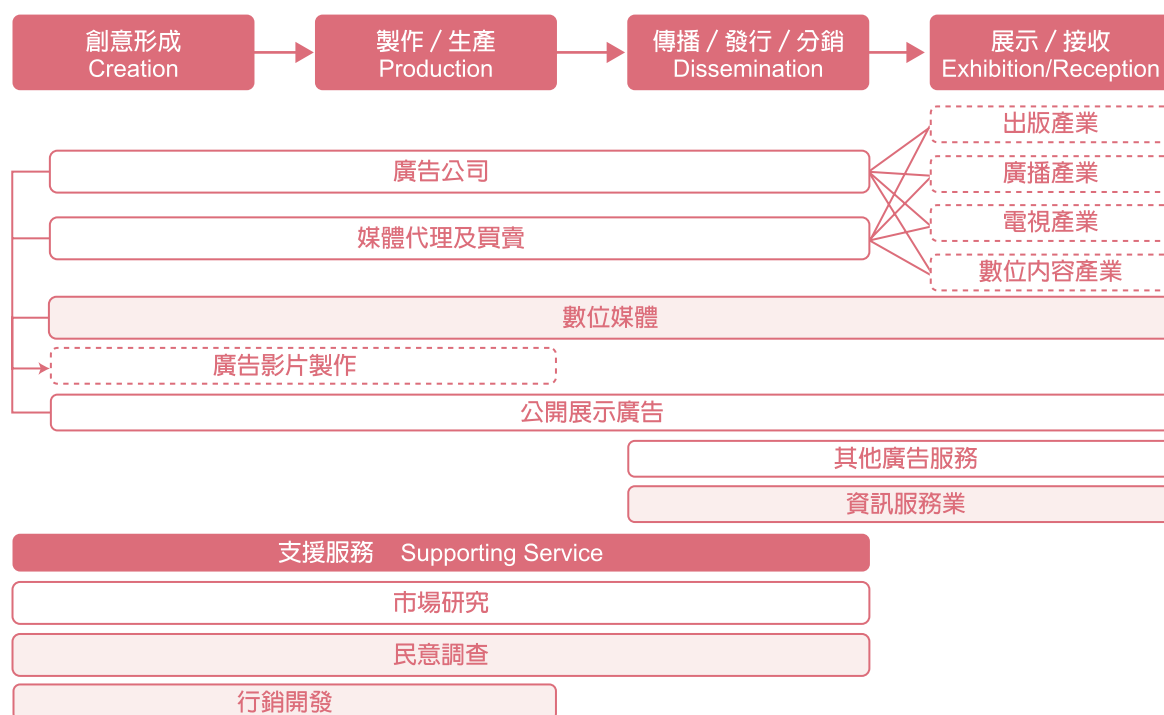 創意形成
Creation
製作 / 生產
Production
傳播 / 發行 / 分銷
Dissemination
展示 / 接收
Exhibition/Reception
出版產業
廣告公司
廣播產業
電視產業
媒體代理及買賣
數位內容產業
數位媒體
廣告影片製作
公開展示廣告
其他廣告服務
資訊服務業
支援服務 Supporting Service
市場研究
民意調查
行銷開發